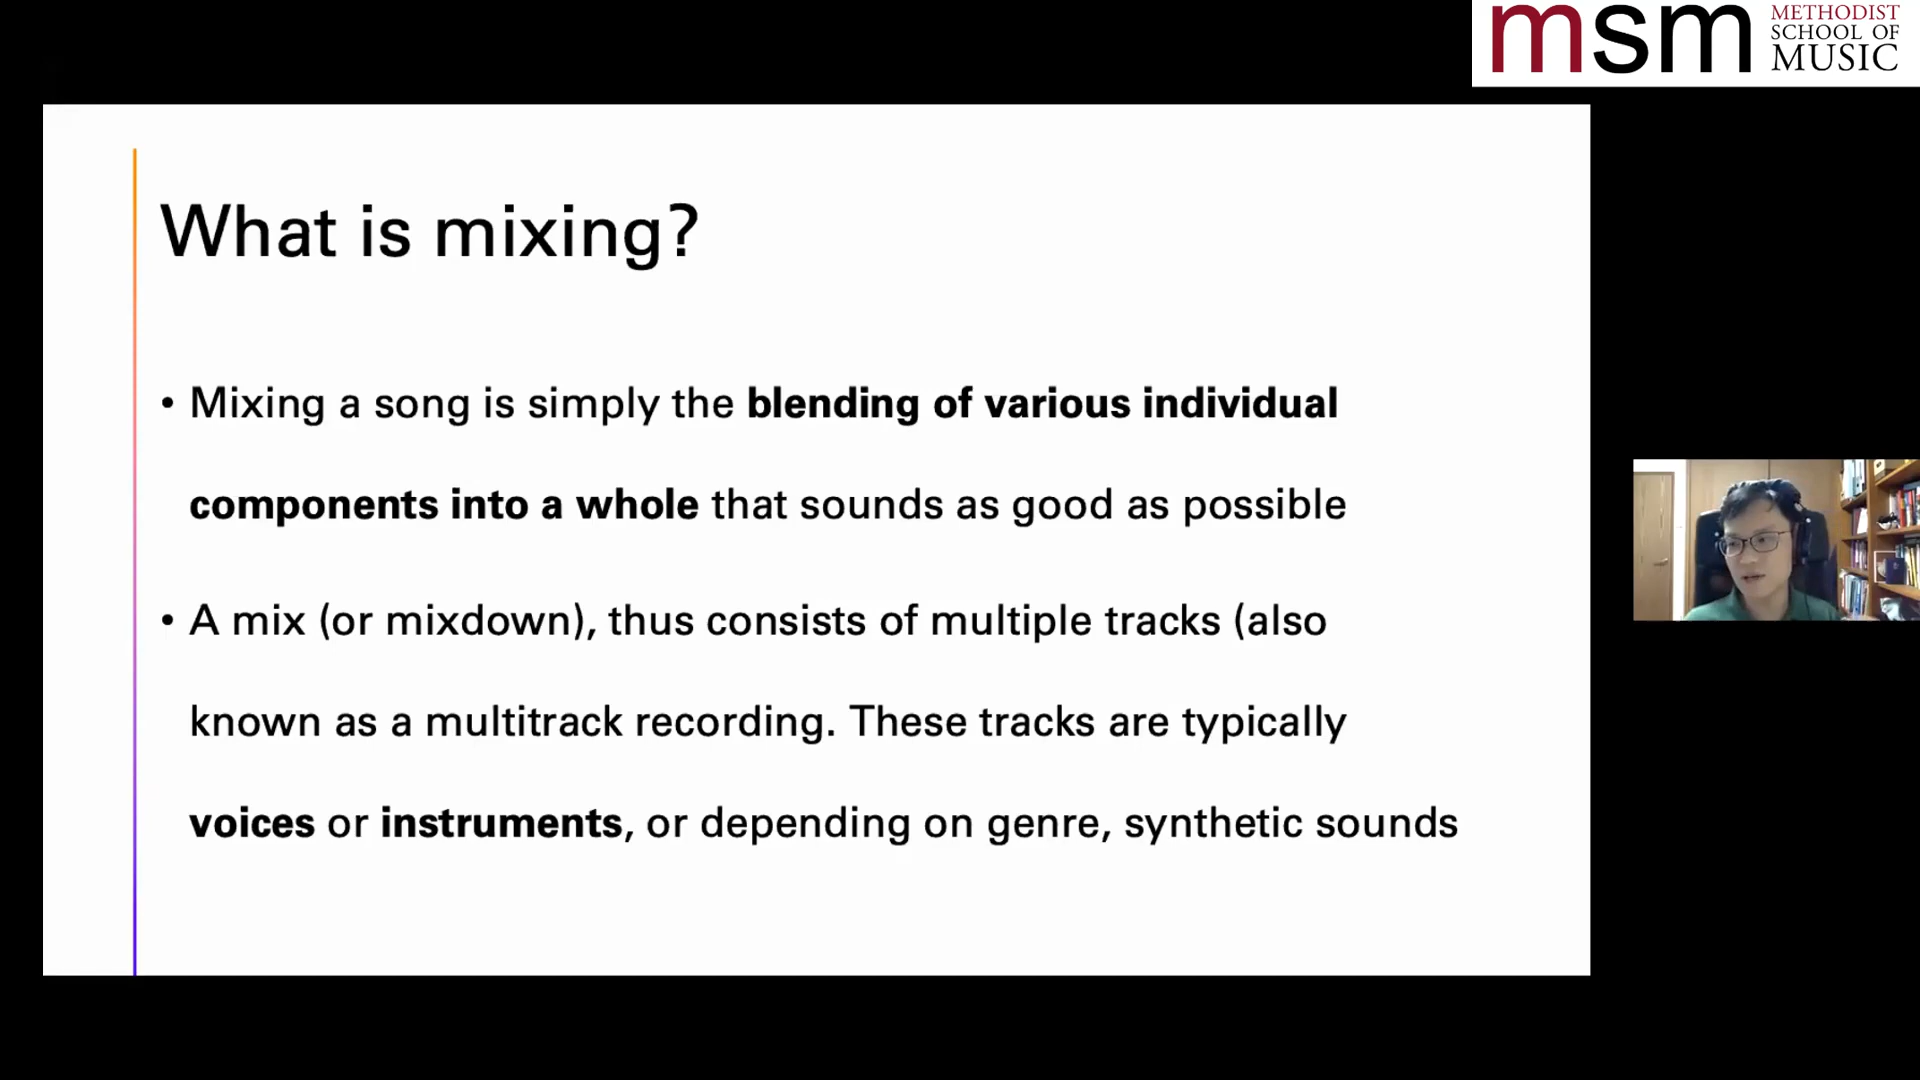 msm METHODIST
SCHOOL OF
MUSIC
What is mixing?
• Mixing a song is simply the blending of various individual
components into a whole that sounds as good as possible
• A mix (or mixdown), thus consists of multiple tracks (also
known as a multitrack recording. These tracks are typically
voices or instruments, or depending on genre, synthetic sounds